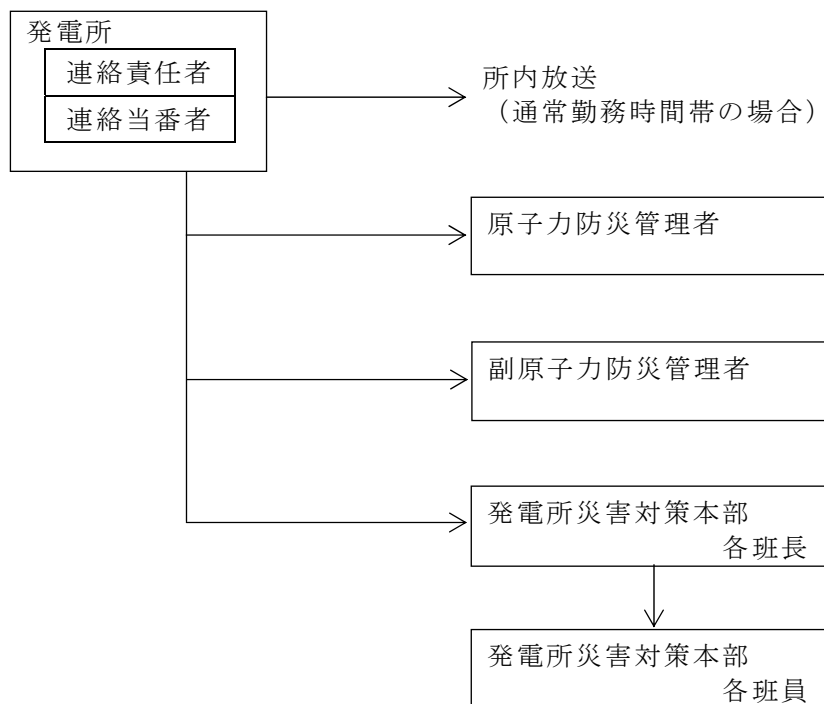 発電所
連絡責任者
連絡当番者
所内放送
（通常勤務時間帯の場合）
原子力防災管理者
副原子力防災管理者
発電所災害対策本部
各班長
発電所災害対策本部
各班員